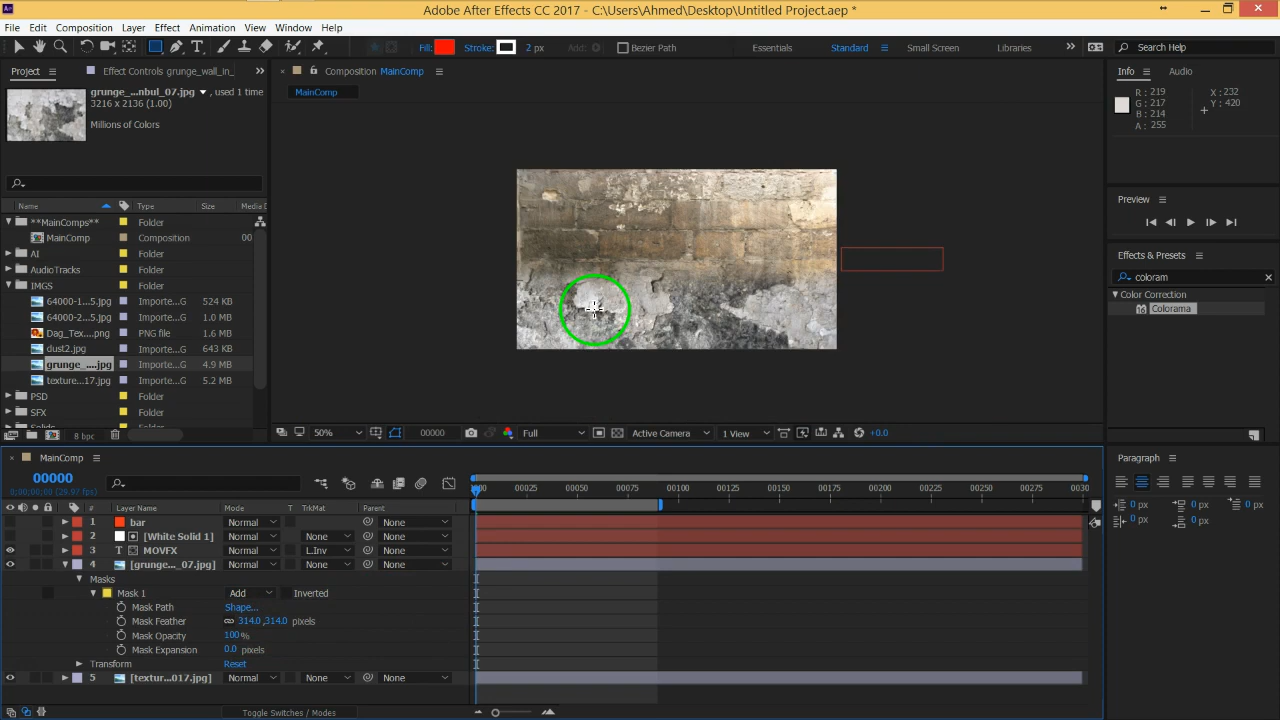 Adobe After Effects CC 2017 - C:\Users\Ahmed\Desktop\Untitled Project.aep *
File Edit Composition Layer Effect Animation View Window Help
Fill: Stroke: 2 px Add: Bezier Path Essentials Standard Small Screen Libraries Search Help
Project Effect Controls grunge_wall_in_
Composition MainComp
Info Audio
grunge_...nbul_07.jpg , used 1 time
3216 x 2136 (1.00)
Millions of Colors
MainComp
R : 219
G : 217
B : 214
A : 255
X : 232
Y : 420
Preview
Effects & Presets
coloram
Color Correction
Colorama
Name Type Size Media D
**MainComps** Folder
MainComp Composition 00
AI Folder
AudioTracks Folder
IMGS Folder
64000-1...5.jpg Importe...G 524 KB
64000-2...5.jpg Importe...G 1.0 MB
Dag_Tex....png PNG file 1.6 MB
dust2.jpg Importe...G 643 KB
grunge_....jpg Importe...G 4.9 MB
texture...17.jpg Importe...G 5.2 MB
PSD Folder
SFX Folder
8 bpc
50% 00000 Full Active Camera 1 View +0.0
MainComp
00000
0;00;00;00 (29.97 fps)
00025 00050 00075 00100 00125 00150 00175 00200 00225 00250 00275 0030
# Layer Name Mode T TrkMat Parent
1 bar Normal None
2 [White Solid 1] Normal None None
3 T MOVFX Normal L.Inv None
4 [grunge..._07.jpg] Normal None None
Masks
Mask 1 Add Inverted
Mask Path Shape...
Mask Feather 314.0,314.0 pixels
Mask Opacity 100%
Mask Expansion 0.0 pixels
Transform Reset
5 [textur...017.jpg] Normal None None
Toggle Switches / Modes
Paragraph
0 px 0 px 0 px
0 px 0 px